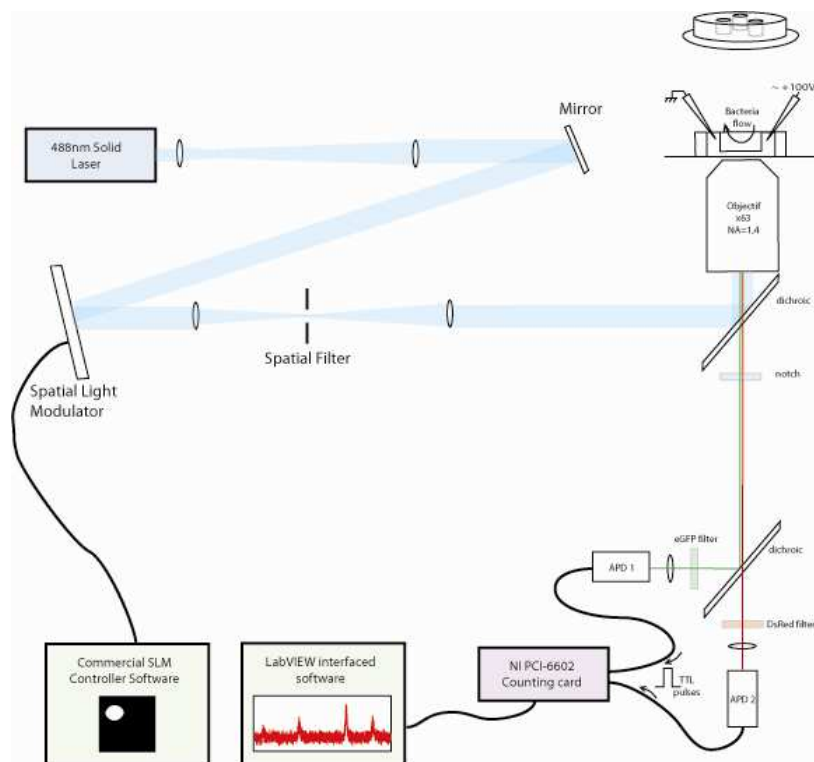 Mirror
~ +100V
Bacteria
flow
488nm Solid
Laser
Objectif
x63
NA=1.4
dichroic
Spatial Filter
notch
Spatial Light
Modulator
eGFP filter
dichroic
APD 1
DsRed filter
Commercial SLM
Controller Software
LabVIEW interfaced
software
NI PCI-6602
Counting card
TTL
pulses
APD 2